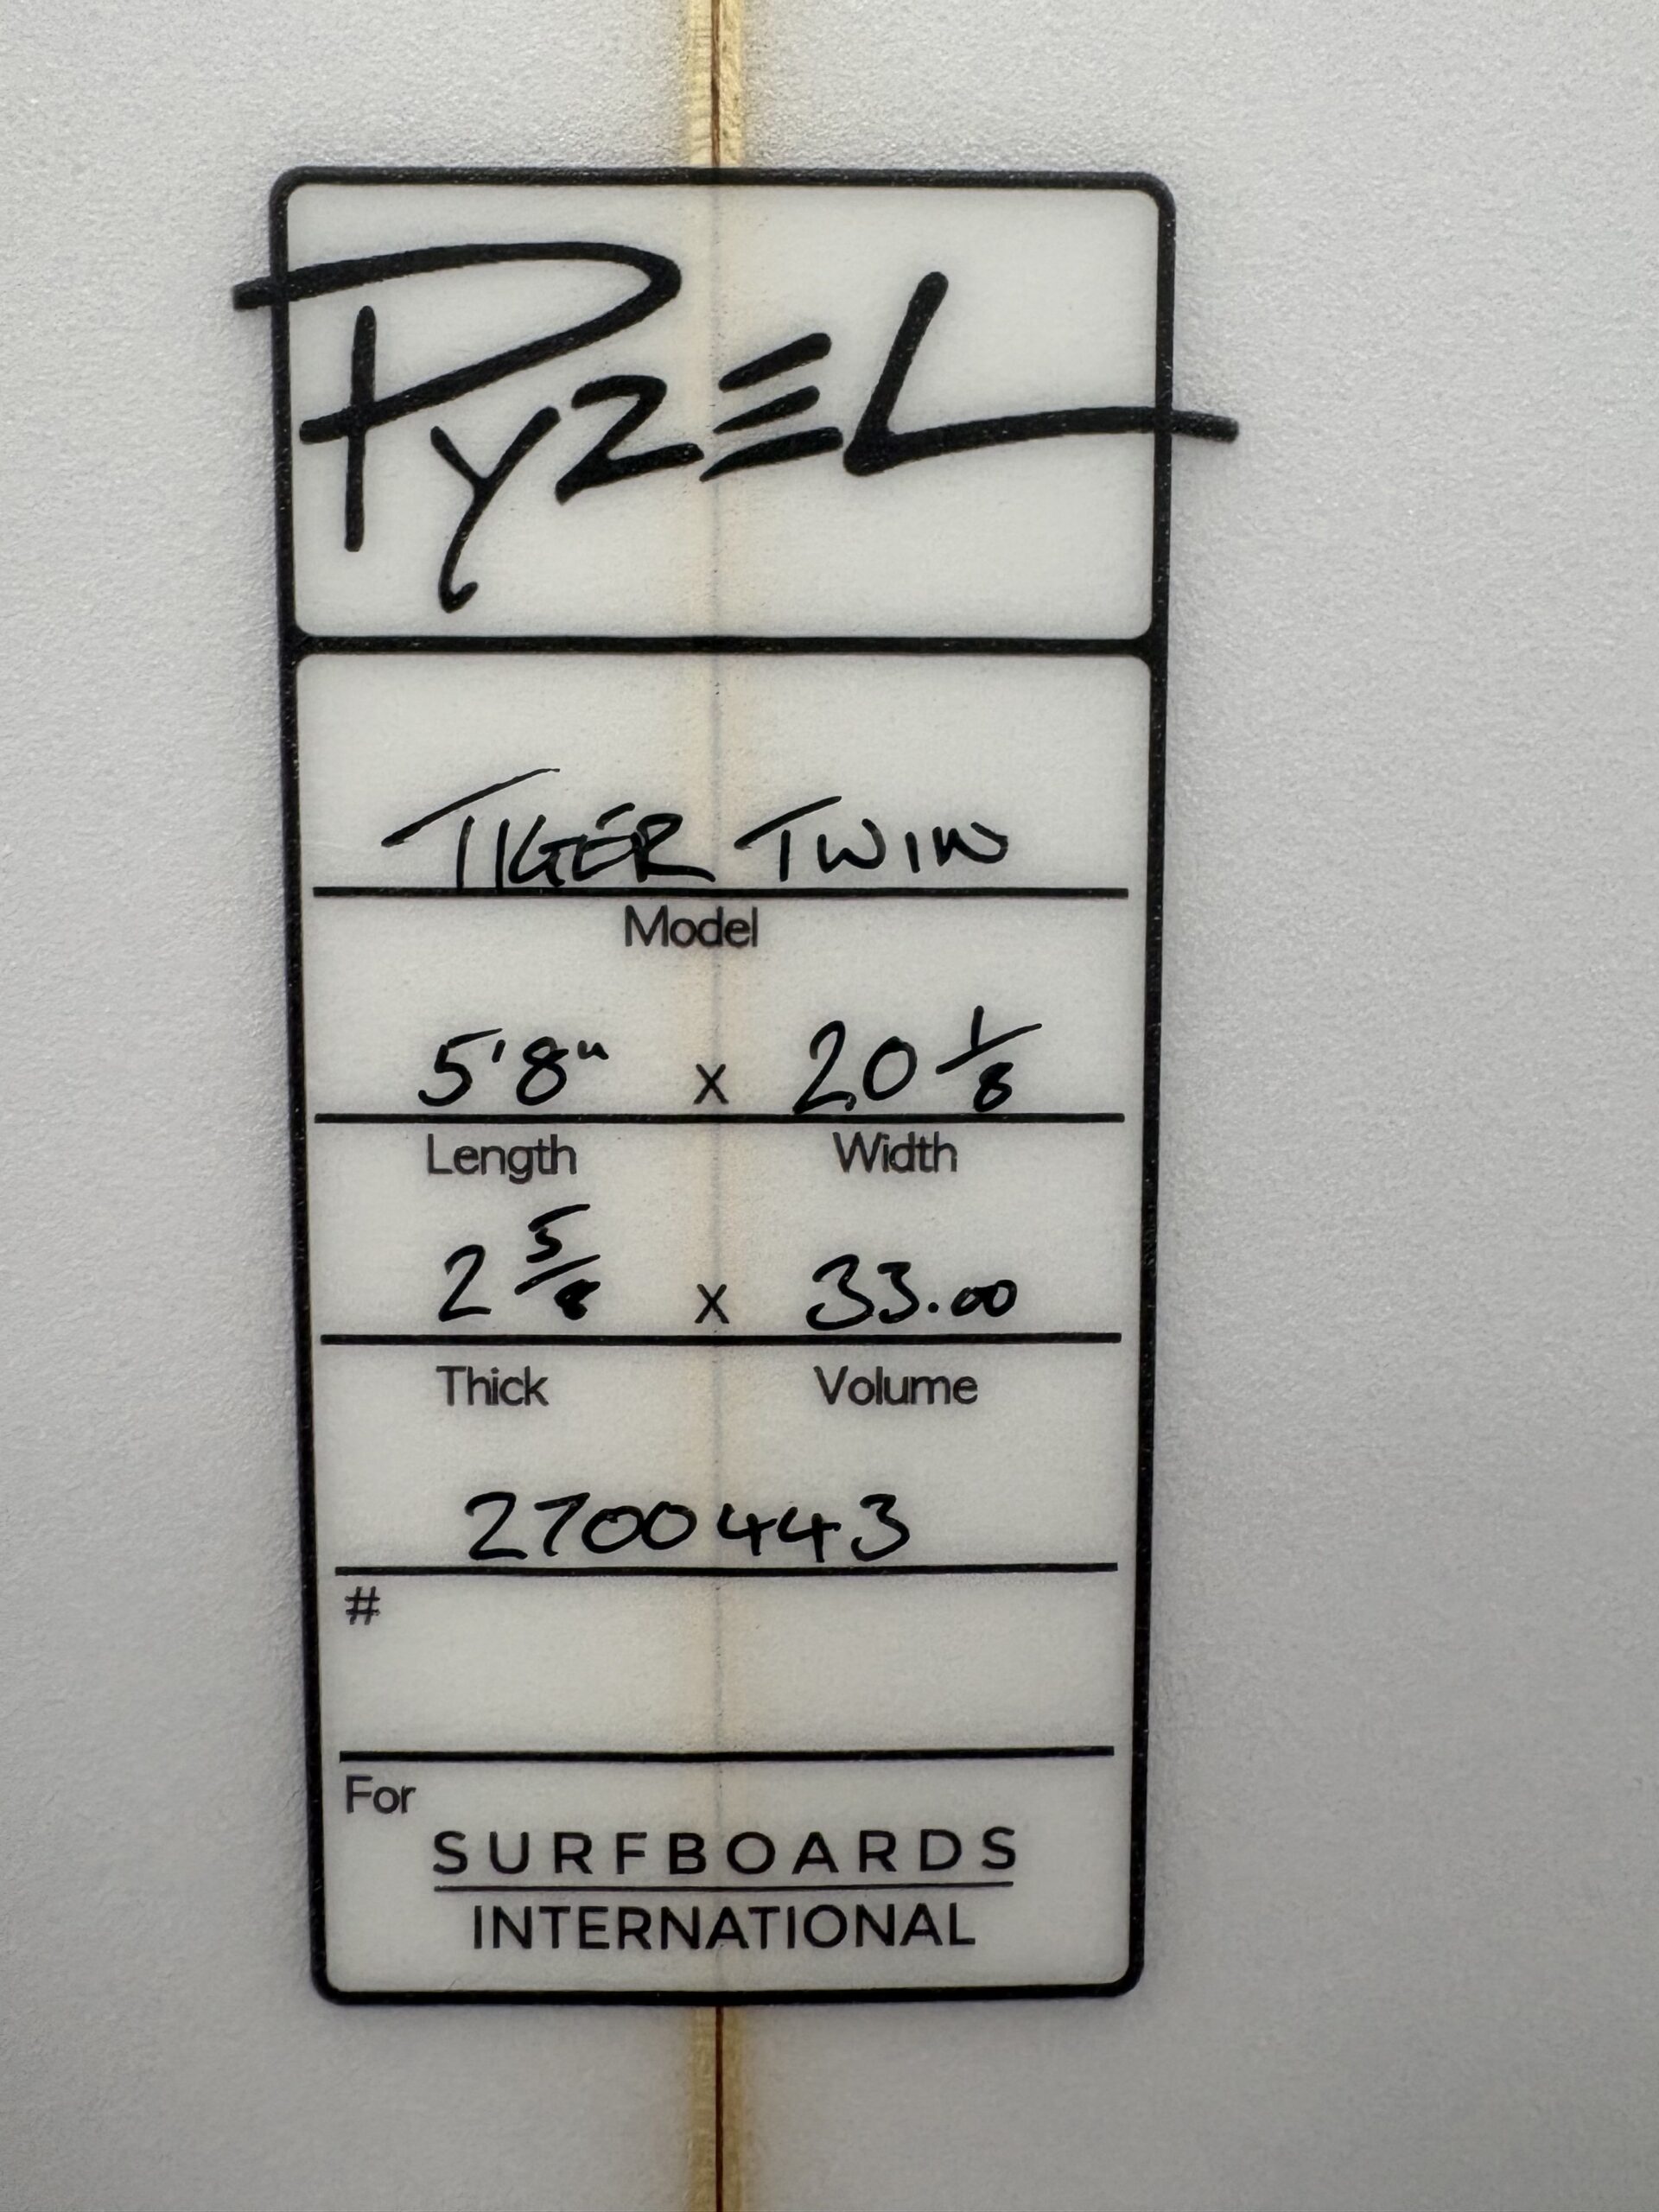 PYZEL
TIGER TWIN
Model
5'8" x 20 1/8
Length Width
2 5/8 x 33.00
Thick Volume
2700443
#
For
SURFBOARDS
INTERNATIONAL